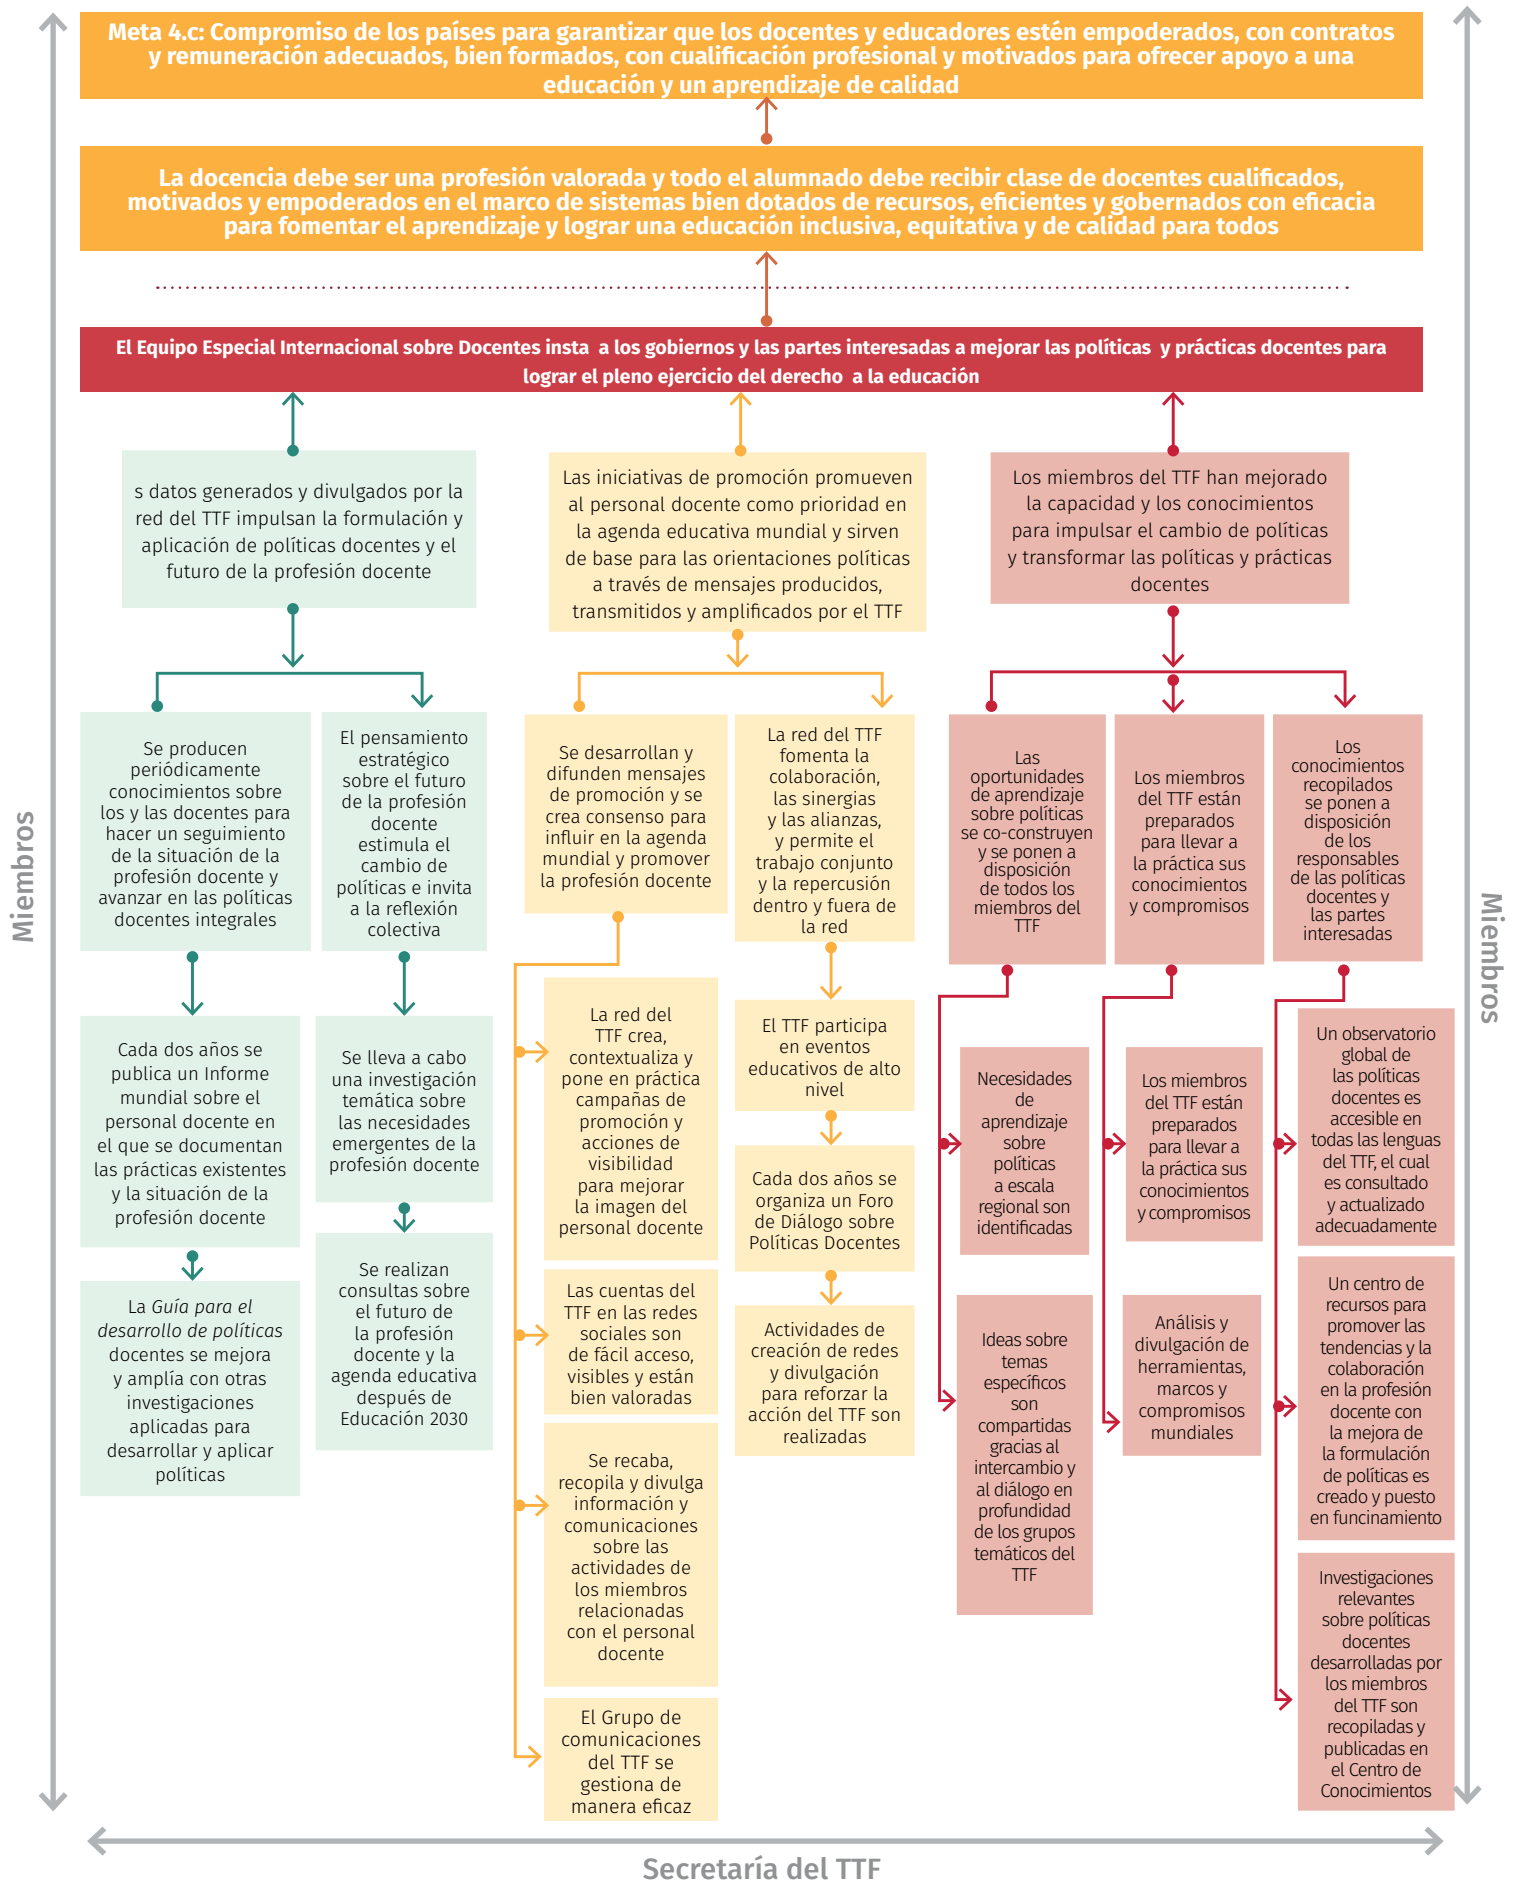 Meta 4.c: Compromiso de los países para garantizar que los docentes y educadores estén empoderados, con contratos
y remuneración adecuados, bien formados, con cualificación profesional y motivados para ofrecer apoyo a una
educación y un aprendizaje de calidad
La docencia debe ser una profesión valorada y todo el alumnado debe recibir clase de docentes cualificados,
motivados y empoderados en el marco de sistemas bien dotados de recursos, eficientes y gobernados con eficacia
para fomentar el aprendizaje y lograr una educación inclusiva, equitativa y de calidad para todos
El Equipo Especial Internacional sobre Docentes insta a los gobiernos y las partes interesadas a mejorar las políticas y prácticas docentes para
lograr el pleno ejercicio del derecho a la educación
s datos generados y divulgados por la
red del TTF impulsan la formulación y
aplicación de políticas docentes y el
futuro de la profesión docente
Las iniciativas de promoción promueven
al personal docente como prioridad en
la agenda educativa mundial y sirven
de base para las orientaciones políticas
a través de mensajes producidos,
transmitidos y amplificados por el TTF
Los miembros del TTF han mejorado
la capacidad y los conocimientos
para impulsar el cambio de políticas
y transformar las políticas y prácticas
docentes
Se producen
periódicamente
conocimientos sobre
los y las docentes para
hacer un seguimiento
de la situación de la
profesión docente y
avanzar en las políticas
docentes integrales
El pensamiento
estratégico
sobre el futuro
de la profesión
docente
estimula el
cambio de
políticas e invita
a la reflexión
colectiva
Se desarrollan y
difunden mensajes
de promoción y se
crea consenso para
influir en la agenda
mundial y promover
la profesión docente
La red del TTF
fomenta la
colaboración,
las sinergias
y las alianzas,
y permite el
trabajo conjunto
y la repercusión
dentro y fuera de
la red
Las
oportunidades
de aprendizaje
sobre políticas
se co-construyen
y se ponen a
disposición
de todos los
miembros del
TTF
Los miembros
del TTF están
preparados
para llevar a
la práctica sus
conocimientos
y compromisos
Los
conocimientos
recopilados
se ponen a
disposición
de los
responsables
de las políticas
docentes y
las partes
interesadas
Cada dos años se
publica un Informe
mundial sobre el
personal docente en
el que se documentan
las prácticas existentes
y la situación de la
profesión docente
La Guía para el
desarrollo de políticas
docentes se mejora
y amplía con otras
investigaciones
aplicadas para
desarrollar y aplicar
políticas
Se lleva a cabo
una investigación
temática sobre
las necesidades
emergentes de la
profesión docente
Se realizan
consultas sobre
el futuro de
la profesión
docente y la
agenda educativa
después de
Educación 2030
La red del
TTF crea,
contextualiza y
pone en práctica
campañas de
promoción y
acciones de
visibilidad
para mejorar
la imagen del
personal docente
Las cuentas del
TTF en las redes
sociales son
de fácil acceso,
visibles y están
bien valoradas
Se recaba,
recopila y divulga
información y
comunicaciones
sobre las
actividades de
los miembros
relacionadas
con el personal
docente
El Grupo de
comunicaciones
del TTF se
gestiona de
manera eficaz
El TTF participa
en eventos
educativos de alto
nivel
Cada dos años se
organiza un Foro
de Diálogo sobre
Políticas Docentes
Actividades de
creación de redes
y divulgación
para reforzar la
acción del TTF son
realizadas
Necesidades
de
aprendizaje
sobre
políticas
a escala
regional son
identificadas
Ideas sobre
temas
específicos
son
compartidas
gracias al
intercambio y
al diálogo en
profundidad
de los grupos
temáticos del
TTF
Los miembros
del TTF están
preparados
para llevar a
la práctica sus
conocimientos
y compromisos
Análisis y
divulgación de
herramientas,
marcos y
compromisos
mundiales
Un observatorio
global de
las políticas
docentes es
accesible en
todas las lenguas
del TTF, el cual
es consultado
y actualizado
adecuadamente
Un centro de
recursos para
promover las
tendencias y la
colaboración
en la profesión
docente con
la mejora de
la formulación
de políticas es
creado y puesto
en funcinamiento
Investigaciones
relevantes
sobre políticas
docentes
desarrolladas por
los miembros
del TTF son
recopiladas y
publicadas en
el Centro de
Conocimientos
Miembros
Miembros
Secretaría del TTF